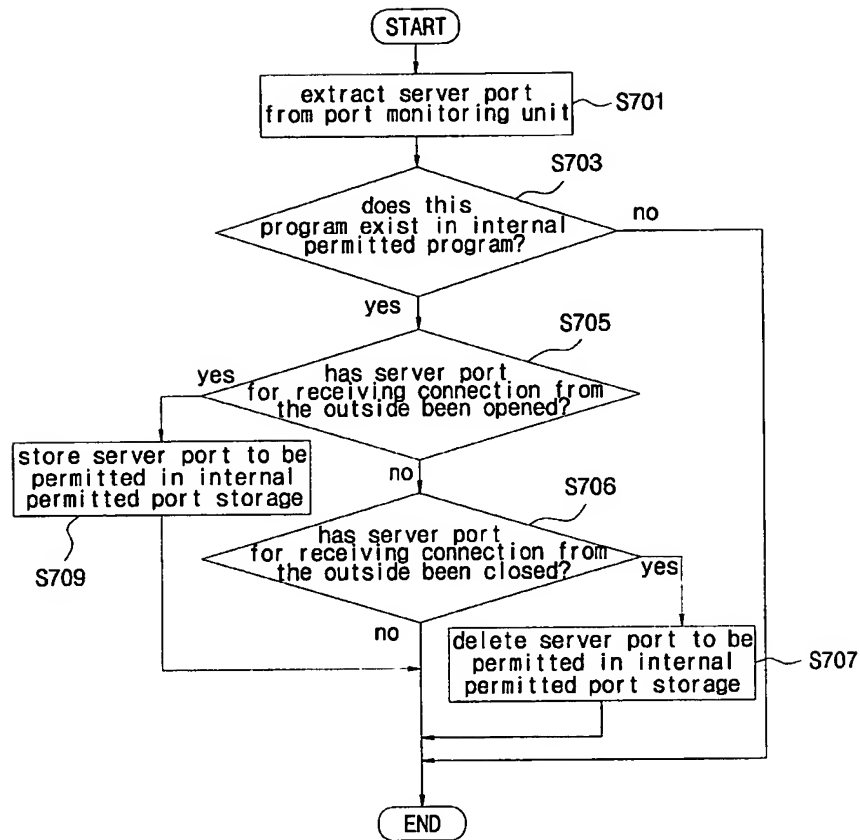 START
extract server port
from port monitoring unit
S701
S703
does this
program exist in internal
permitted program?
no
yes
S705
yes
has server port
for receiving connection from
the outside been opened?
store server port to be
permitted in internal
permitted port storage
no
S706
S709
has server port
for receiving connection from
the outside been closed?
yes
no
delete server port to be
permitted in internal
permitted port storage
S707
END